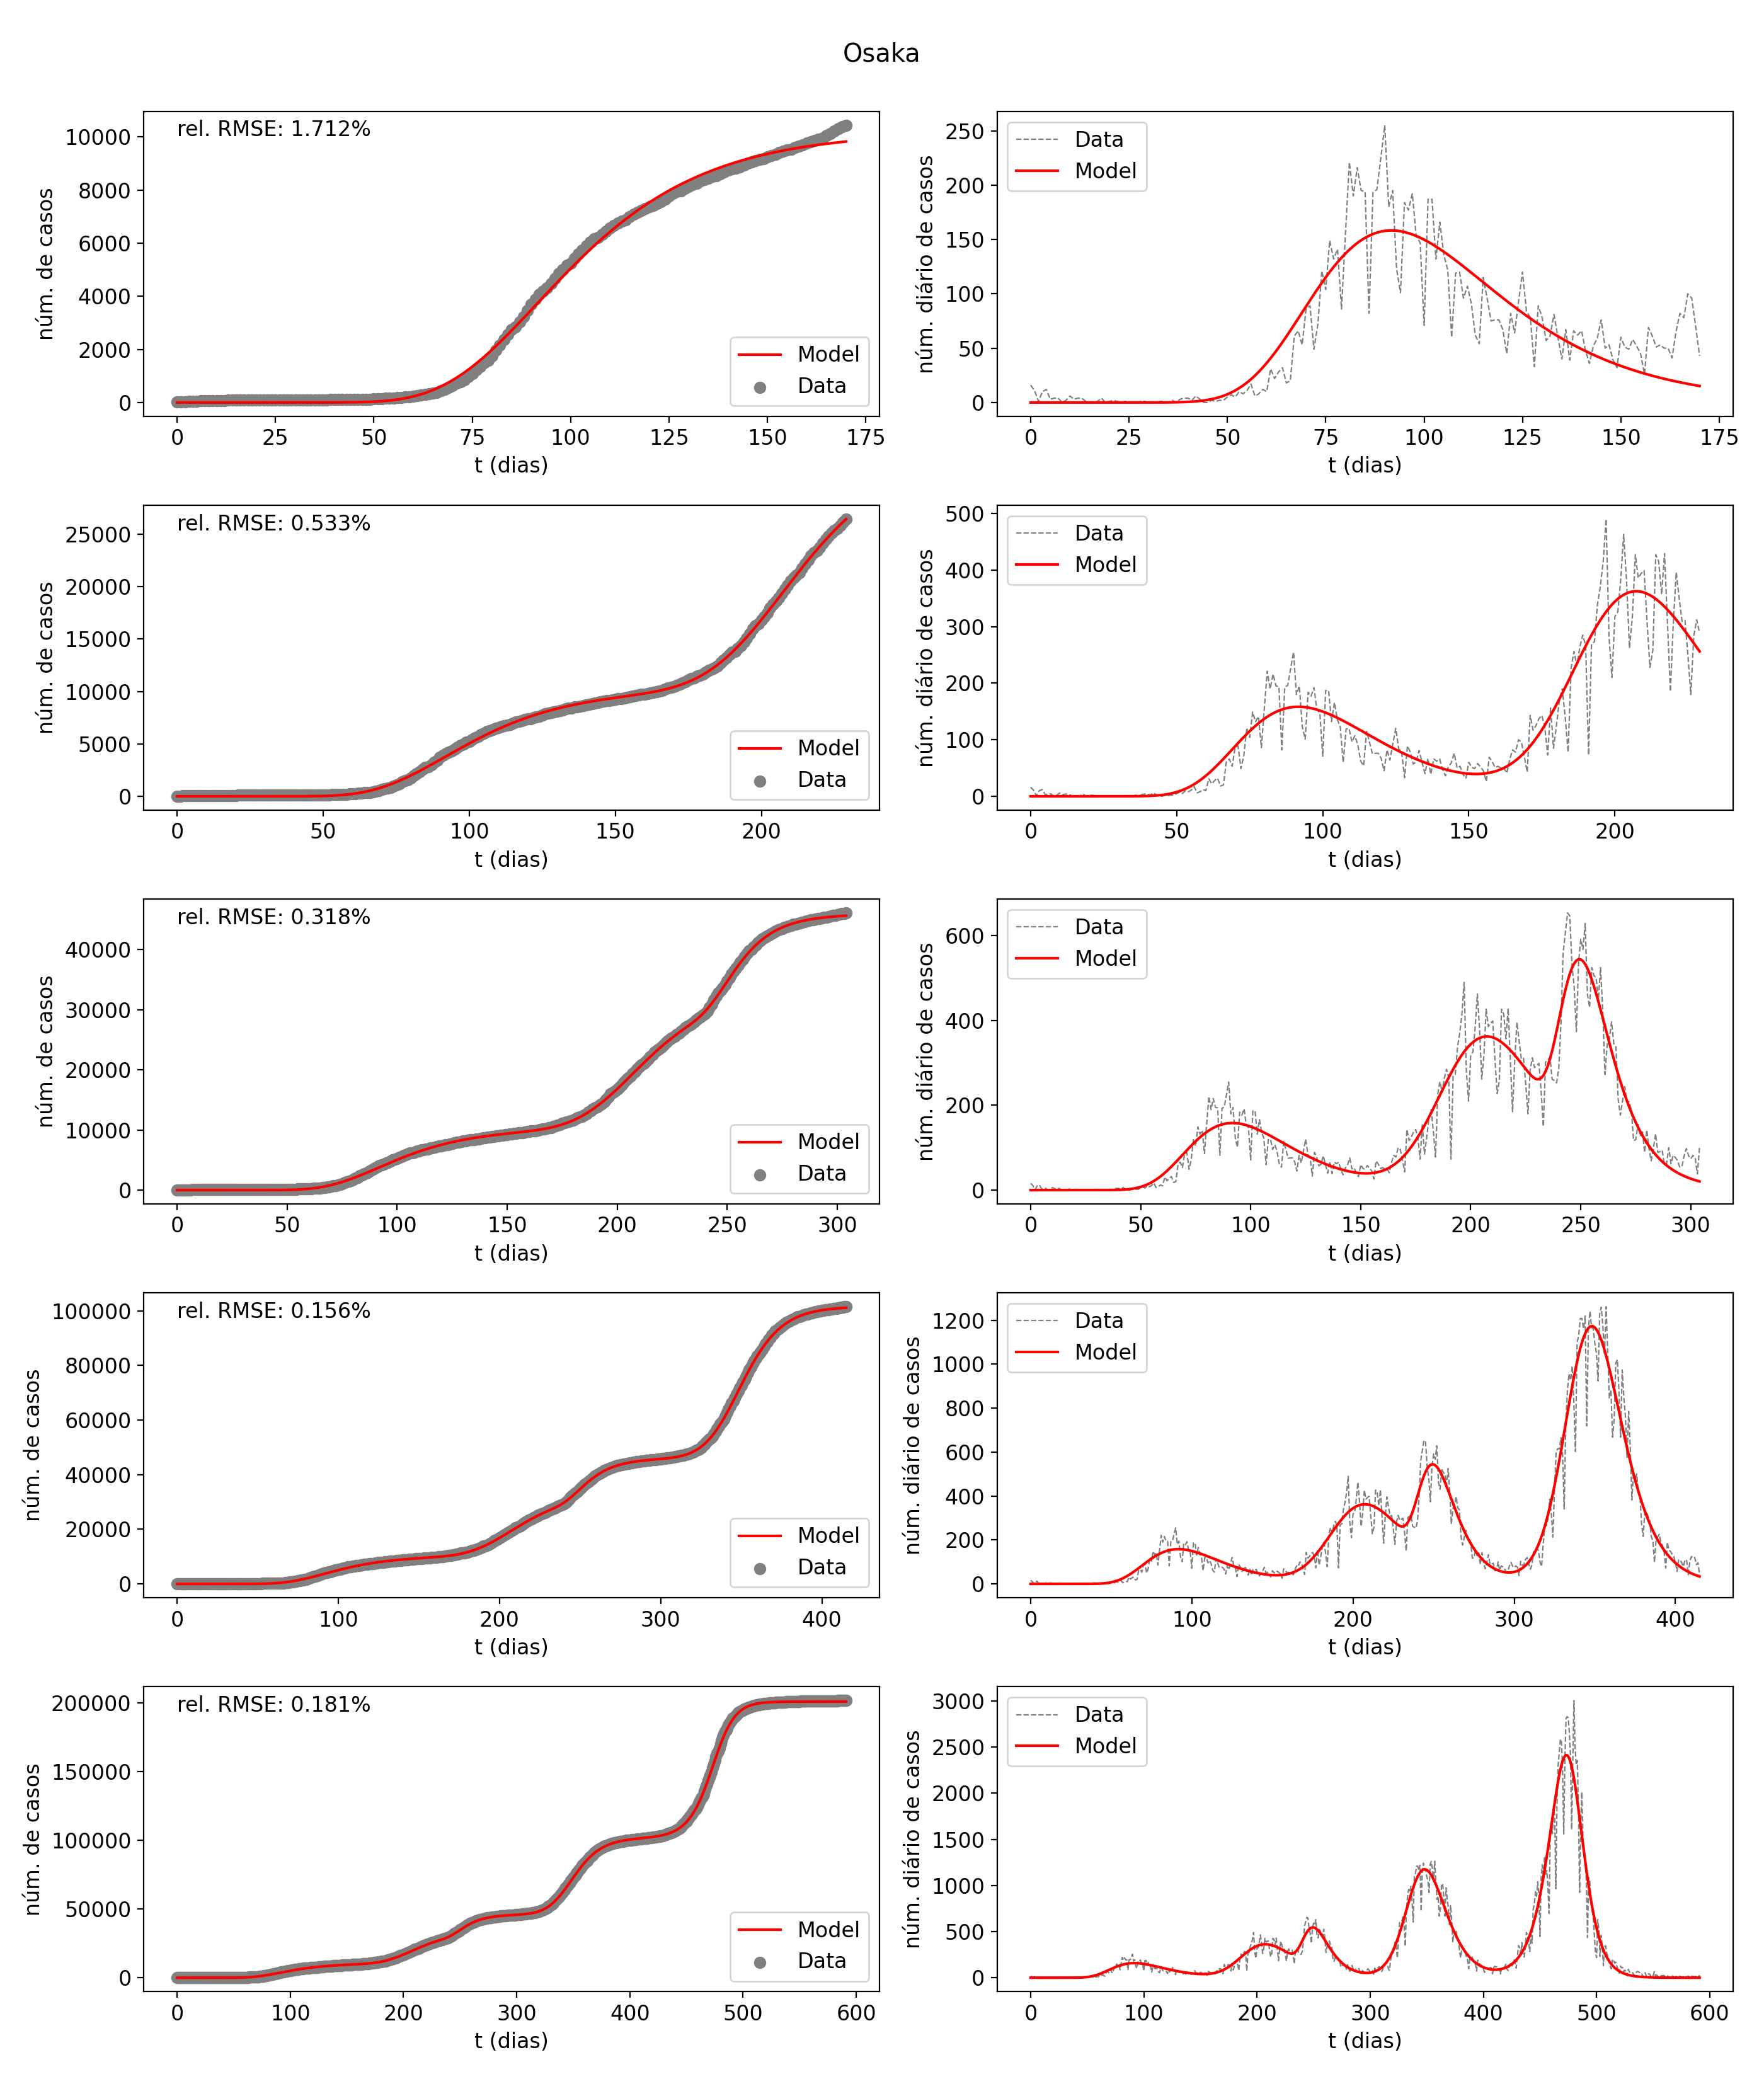 Osaka
rel. RMSE: 1.712%
núm. de casos
10000
8000
6000
4000
2000
0
Model
Data
0 25 50 75 100 125 150 175
t (dias)
núm. diário de casos
250
200
150
100
50
0
Data
Model
0 25 50 75 100 125 150 175
t (dias)
rel. RMSE: 0.533%
núm. de casos
25000
20000
15000
10000
5000
0
Model
Data
0 50 100 150 200
t (dias)
núm. diário de casos
500
400
300
200
100
0
Data
Model
0 50 100 150 200
t (dias)
rel. RMSE: 0.318%
núm. de casos
40000
30000
20000
10000
0
Model
Data
0 50 100 150 200 250 300
t (dias)
núm. diário de casos
600
400
200
0
Data
Model
0 50 100 150 200 250 300
t (dias)
rel. RMSE: 0.156%
núm. de casos
100000
80000
60000
40000
20000
0
Model
Data
0 100 200 300 400
t (dias)
núm. diário de casos
1200
1000
800
600
400
200
0
Data
Model
0 100 200 300 400
t (dias)
rel. RMSE: 0.181%
núm. de casos
200000
150000
100000
50000
0
Model
Data
0 100 200 300 400 500 600
t (dias)
núm. diário de casos
3000
2500
2000
1500
1000
500
0
Data
Model
0 100 200 300 400 500 600
t (dias)